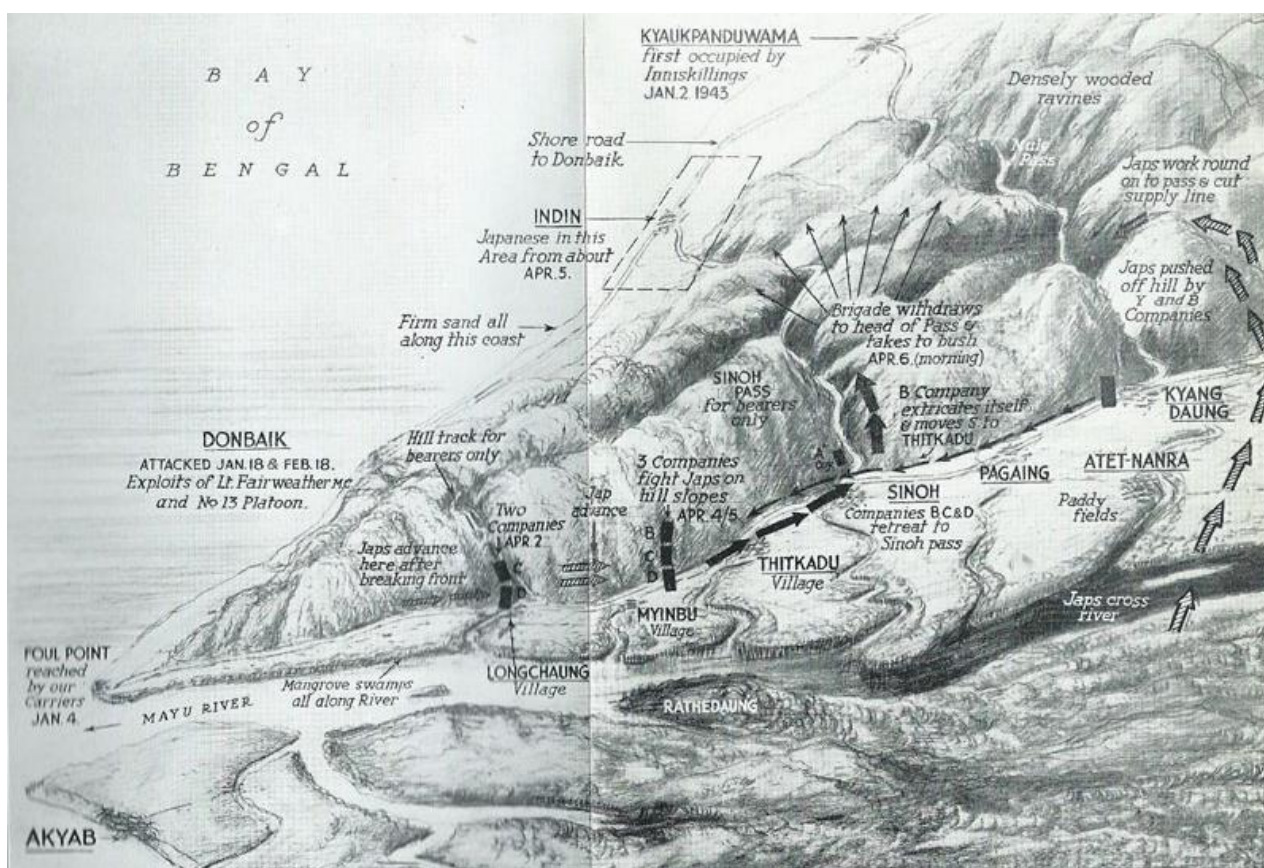 KYAUKPANDUWAMA
first occupied by
Inniskillings
JAN. 2 1943
BAY
of
BENGAL
Densely wooded
ravines
Shore road
to Donbaik.
Mule
Pass
Japs work round
on to pass & cut
supply line
INDIN
Japanese in this
Area from about
APR. 5.
Japs pushed
off hill by
Y and B
Companies
Firm sand all
along this coast
Brigade withdraws
to head of Pass &
takes to bush
APR. 6. (morning)
SINOH
PASS
for bearers
only
B Company
extricates itself
& moves S. to
THITKADU
KYANG
DAUNG
DONBAIK
ATTACKED JAN. 18 & FEB. 18.
Exploits of Lt. Fairweather M.C.
and No 13 Platoon.
Hill track for
bearers only
3 Companies
fight Japs on
hill slopes
APR. 4/5.
A
Coy
PAGAING
ATET-NANRA
Jap
advance
SINOH
Companies B C & D
retreat to
Sinoh pass
Paddy
fields
Two
Companies
APR. 2
B
C
D
Japs advance
here after
breaking front
C
D
THITKADU
Village
MYINBU
Village
Japs cross
river
FOUL POINT
reached
by our
Carriers
JAN. 4.
Mangrove swamps
all along River
LONGCHAUNG
Village
MAYU RIVER
RATHEDAUNG
AKYAB